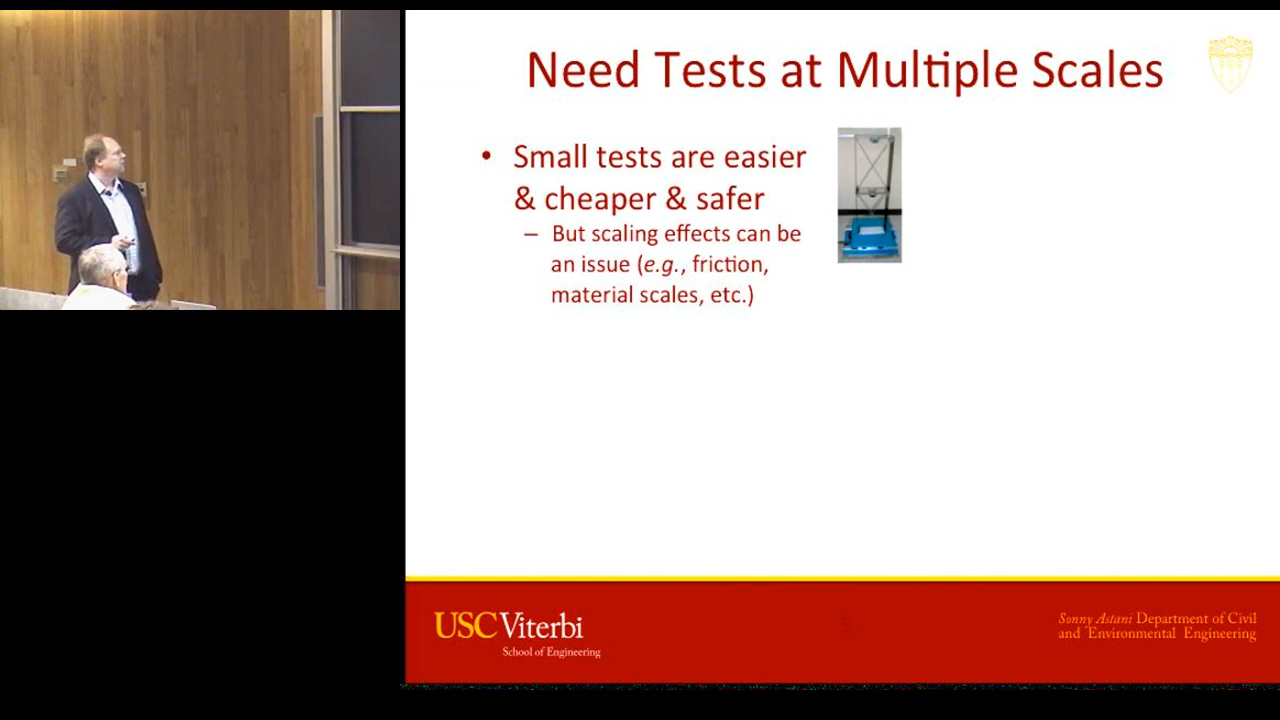 Need Tests at Multiple Scales
• Small tests are easier
& cheaper & safer
– But scaling effects can be
an issue (e.g., friction,
material scales, etc.)
USC Viterbi
School of Engineering
5
Sonny Astani Department of Civil
and Environmental Engineering